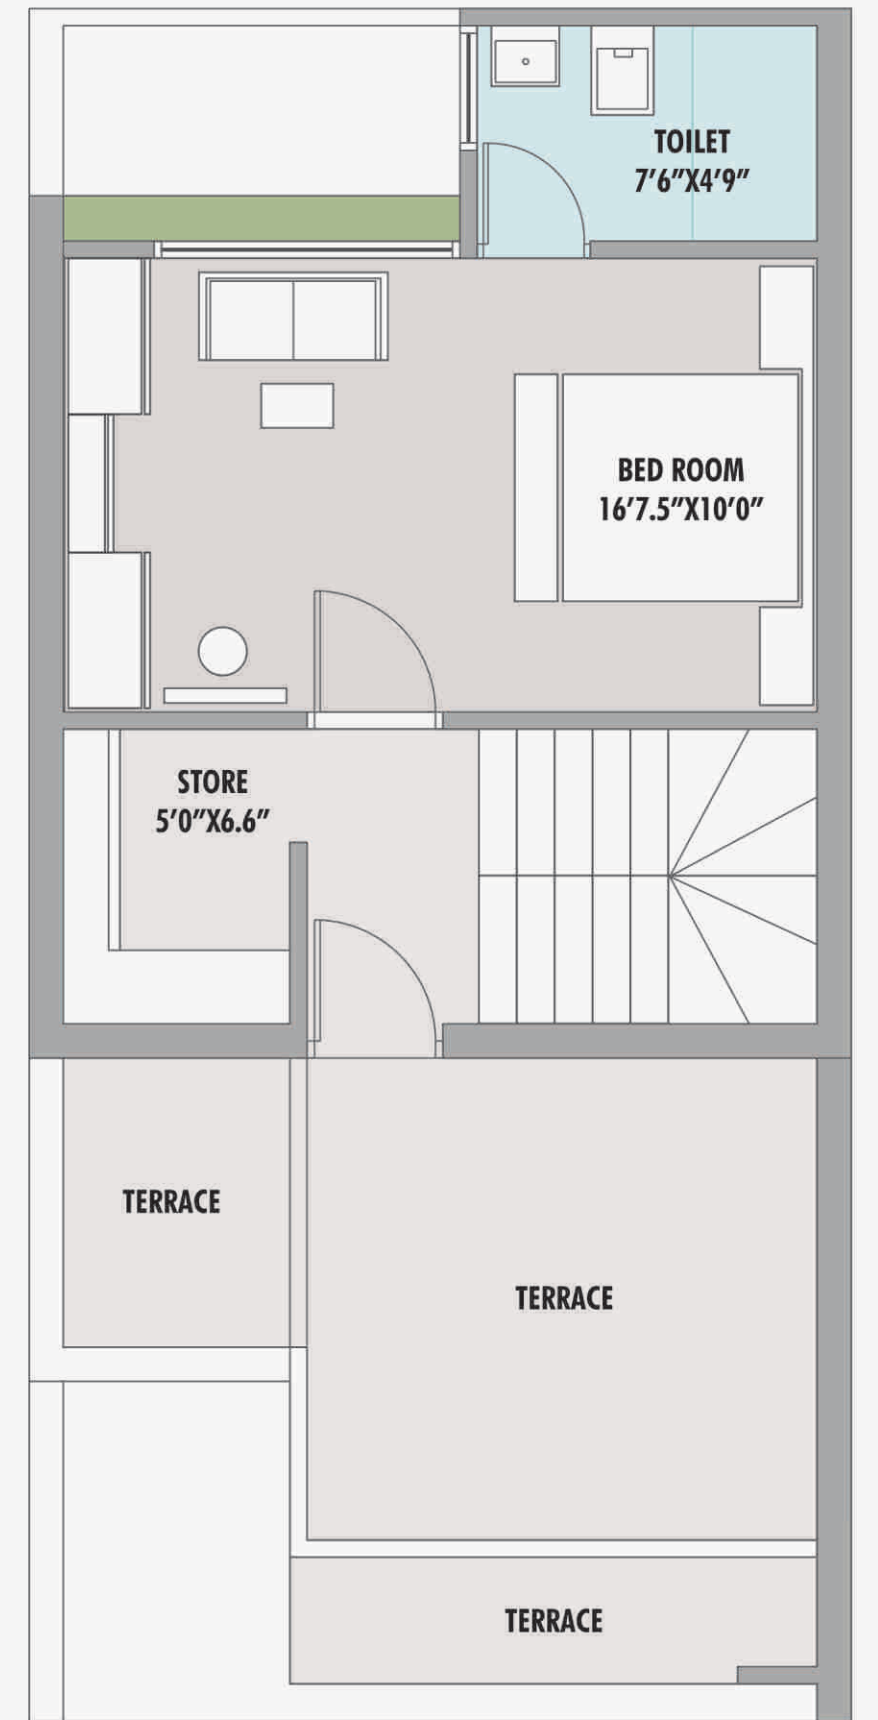 TOILET
7’6”X4’9”
BED ROOM
16’7.5”X10’0”
STORE
5’0”X6.6”
TERRACE
TERRACE
TERRACE